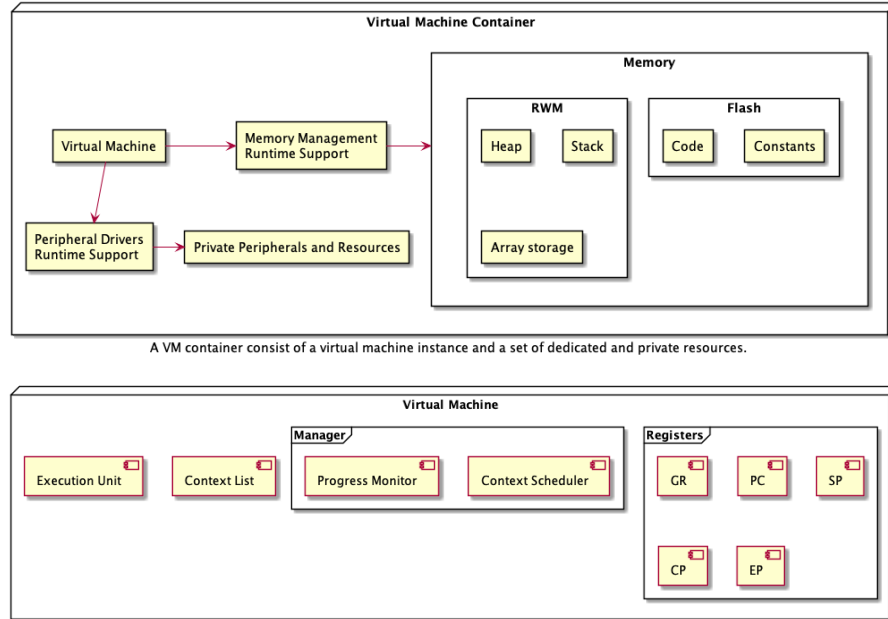 Virtual Machine Container
Memory
RWM
Flash
Virtual Machine
Memory Management
Runtime Support
Heap
Stack
Code
Constants
Peripheral Drivers
Runtime Support
Private Peripherals and Resources
Array storage
A VM container consist of a virtual machine instance and a set of dedicated and private resources.
Virtual Machine
Manager
Registers
Execution Unit
Context List
Progress Monitor
Context Scheduler
GR
PC
SP
CP
EP